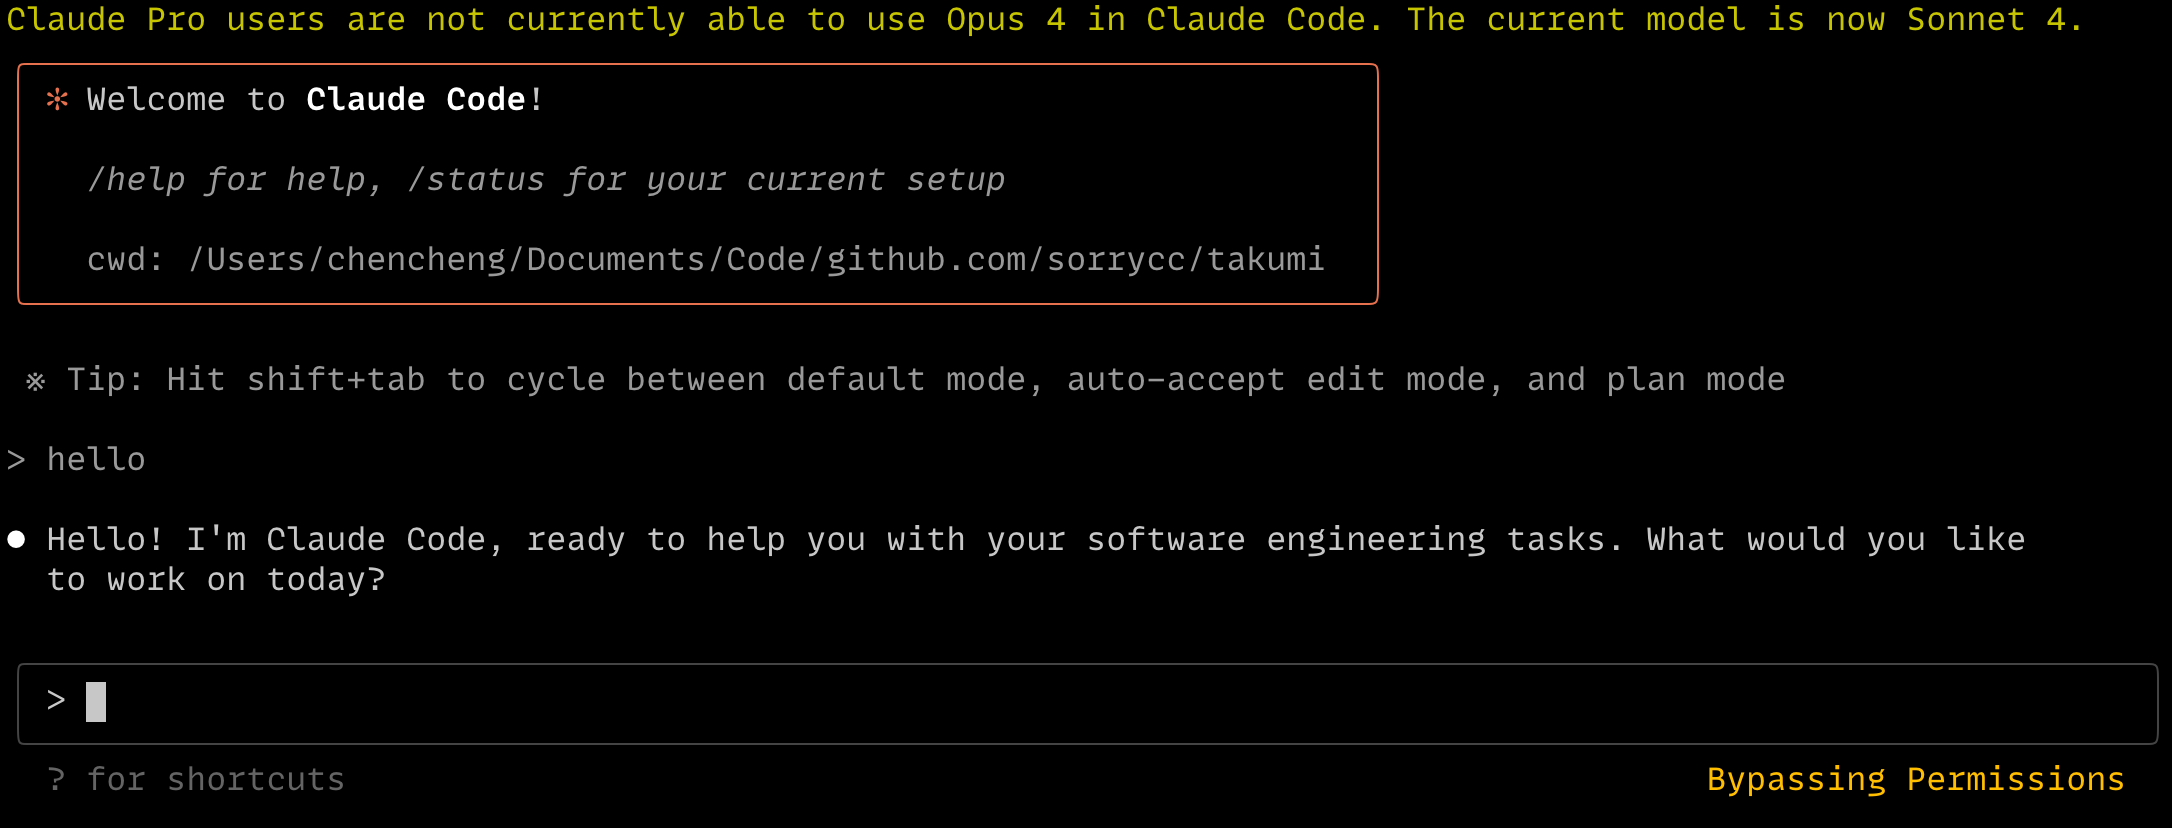 Claude Pro users are not currently able to use Opus 4 in Claude Code. The current model is now Sonnet 4.
✻ Welcome to Claude Code!
/help for help, /status for your current setup
cwd: /Users/chencheng/Documents/Code/github.com/sorrycc/takumi
※ Tip: Hit shift+tab to cycle between default mode, auto-accept edit mode, and plan mode
> hello
● Hello! I'm Claude Code, ready to help you with your software engineering tasks. What would you like
to work on today?
>
? for shortcuts
Bypassing Permissions